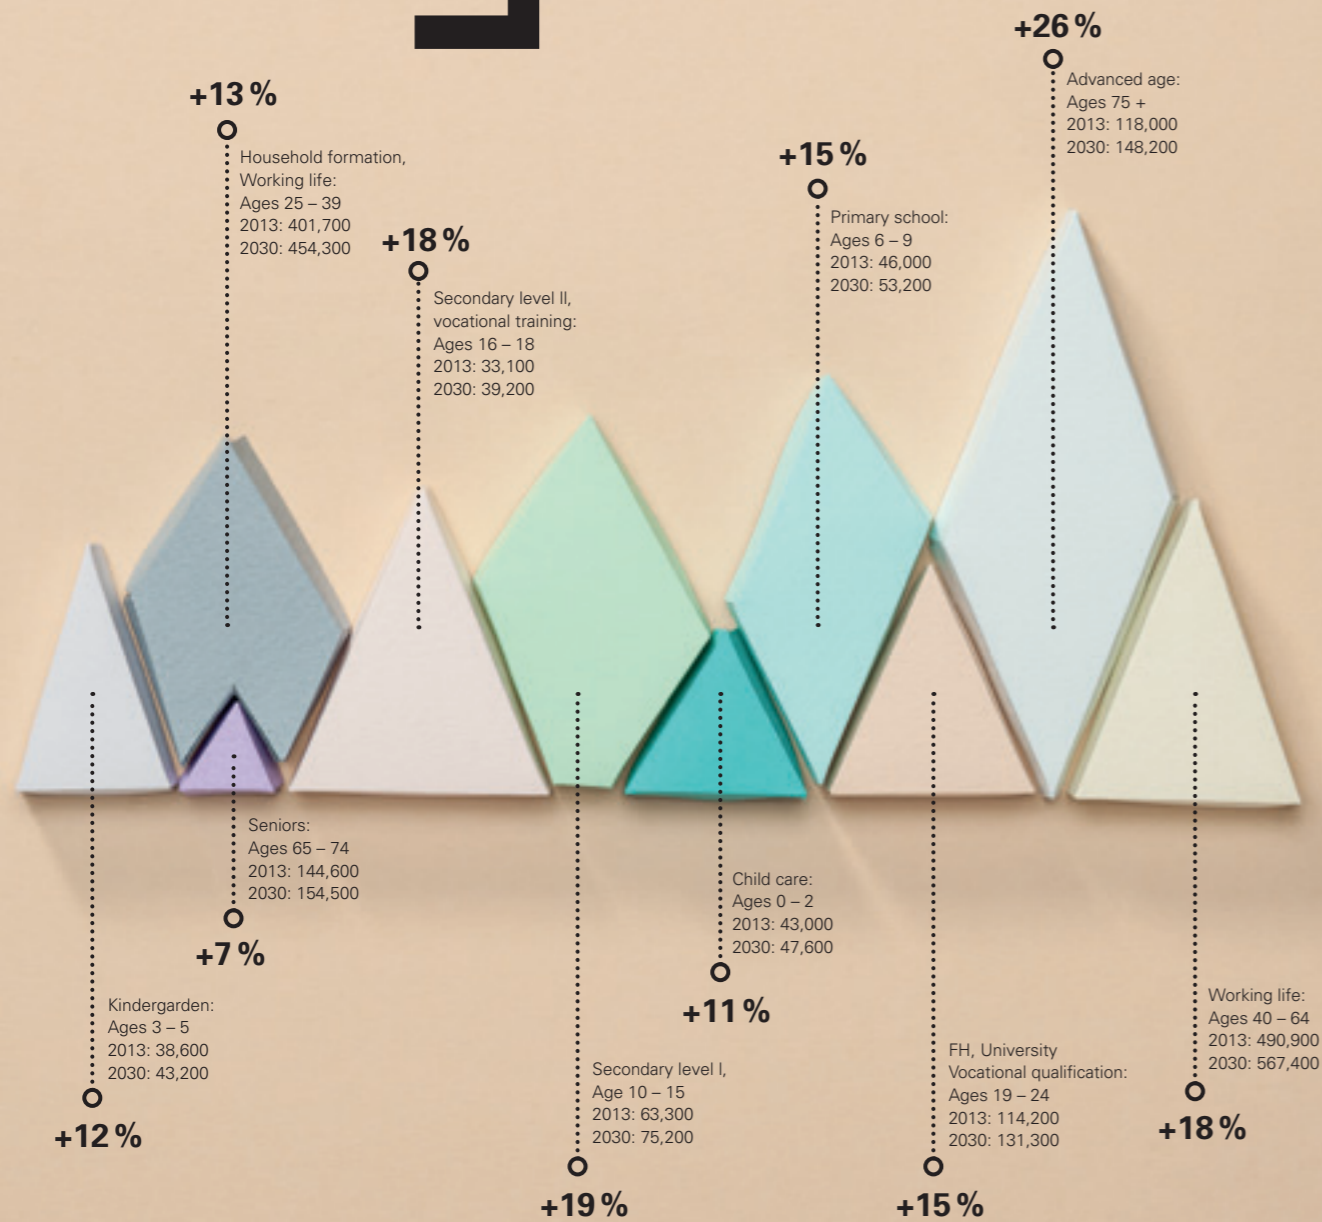 +13 %
Household formation,
Working life:
Ages 25 – 39
2013: 401,700
2030: 454,300
+18 %
Secondary level II,
vocational training:
Ages 16 – 18
2013: 33,100
2030: 39,200
+15 %
Primary school:
Ages 6 – 9
2013: 46,000
2030: 53,200
+26 %
Advanced age:
Ages 75 +
2013: 118,000
2030: 148,200
Kindergarden:
Ages 3 – 5
2013: 38,600
2030: 43,200
+12 %
Seniors:
Ages 65 – 74
2013: 144,600
2030: 154,500
+7 %
Secondary level I,
Age 10 – 15
2013: 63,300
2030: 75,200
+19 %
Child care:
Ages 0 – 2
2013: 43,000
2030: 47,600
+11 %
FH, University
Vocational qualification:
Ages 19 – 24
2013: 114,200
2030: 131,300
+15 %
Working life:
Ages 40 – 64
2013: 490,900
2030: 567,400
+18 %